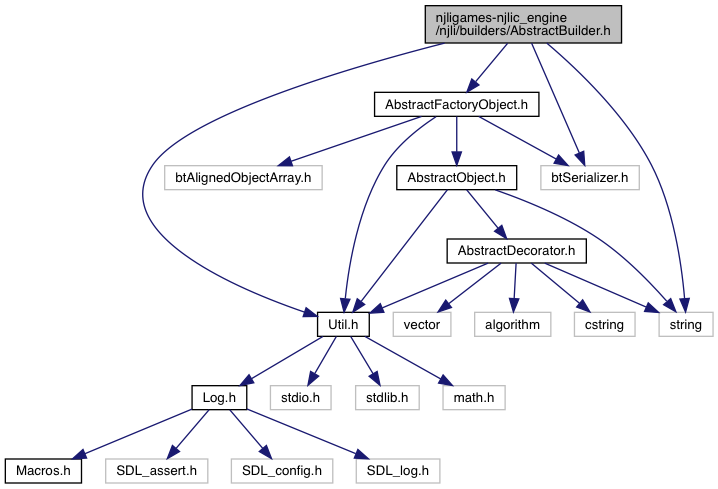 njligames-njlic_engine
/njli/builders/AbstractBuilder.h
AbstractFactoryObject.h
btAlignedObjectArray.h
AbstractObject.h
btSerializer.h
AbstractDecorator.h
Util.h
vector
algorithm
cstring
string
Log.h
stdio.h
stdlib.h
math.h
Macros.h
SDL_assert.h
SDL_config.h
SDL_log.h